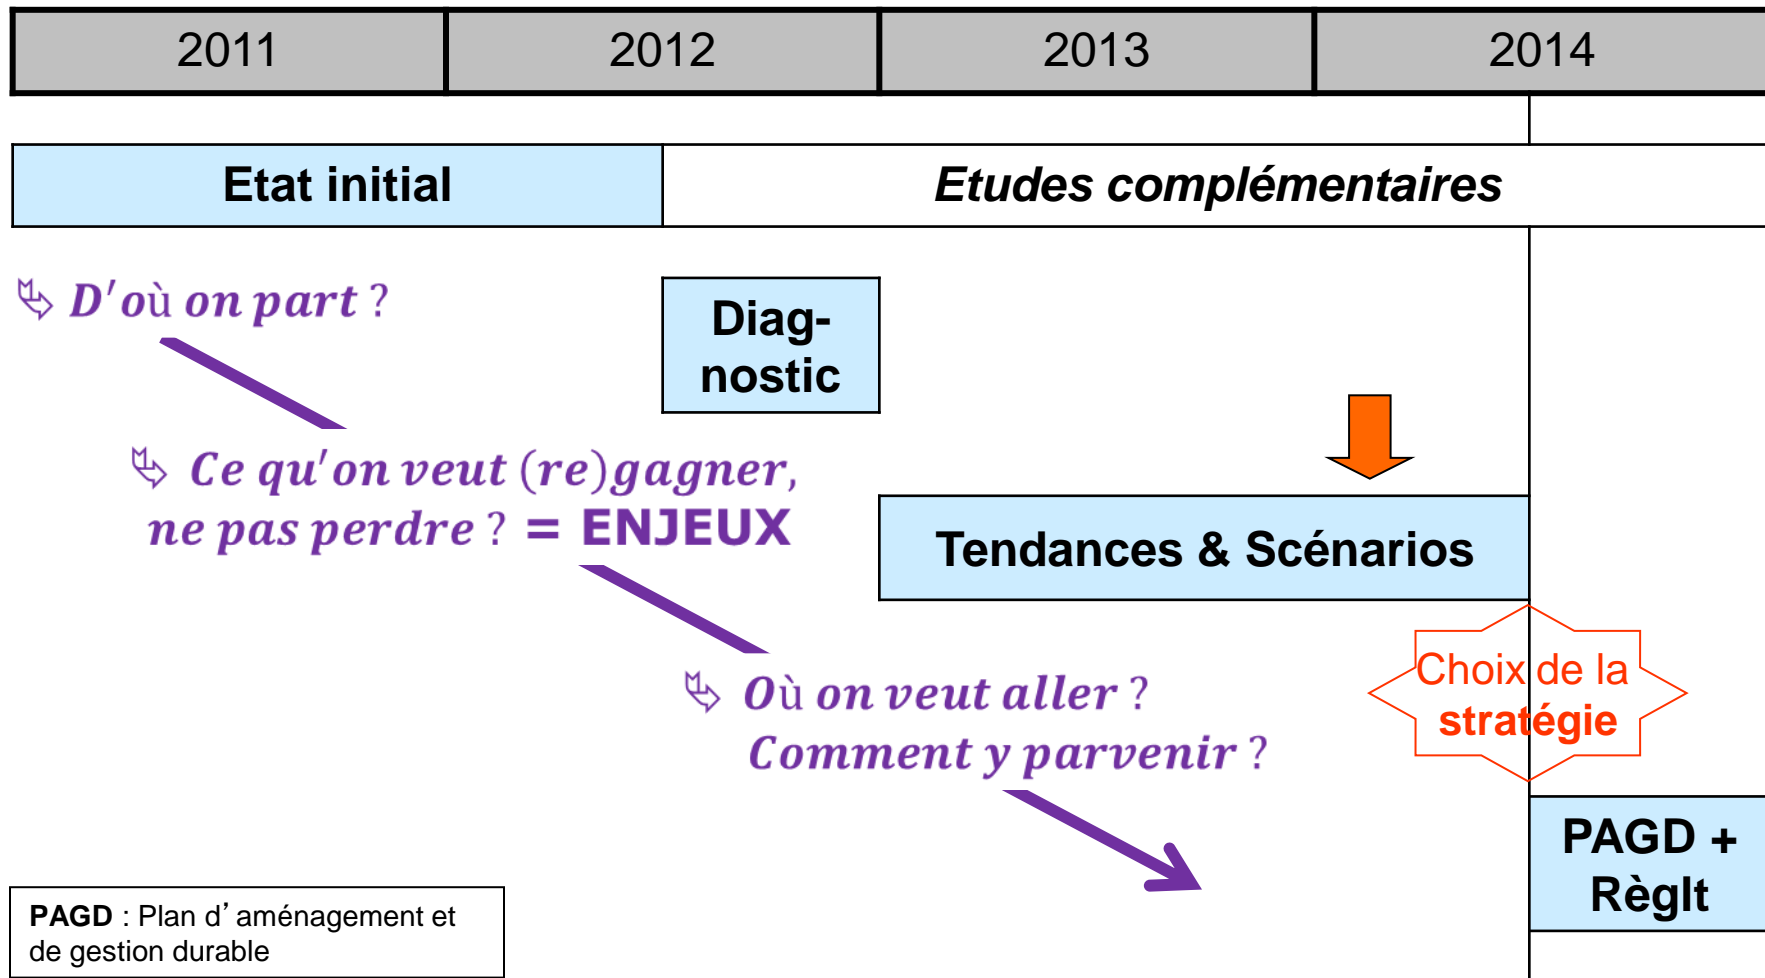 2011 2012 2013 2014
Etat initial Etudes complémentaires
D'où on part ?
Diag-
nostic
Ce qu'on veut (re)gagner,
ne pas perdre ? = ENJEUX
Tendances & Scénarios
Choix de la
stratégie
Où on veut aller ?
Comment y parvenir ?
PAGD +
Règlt
PAGD : Plan d’aménagement et
de gestion durable